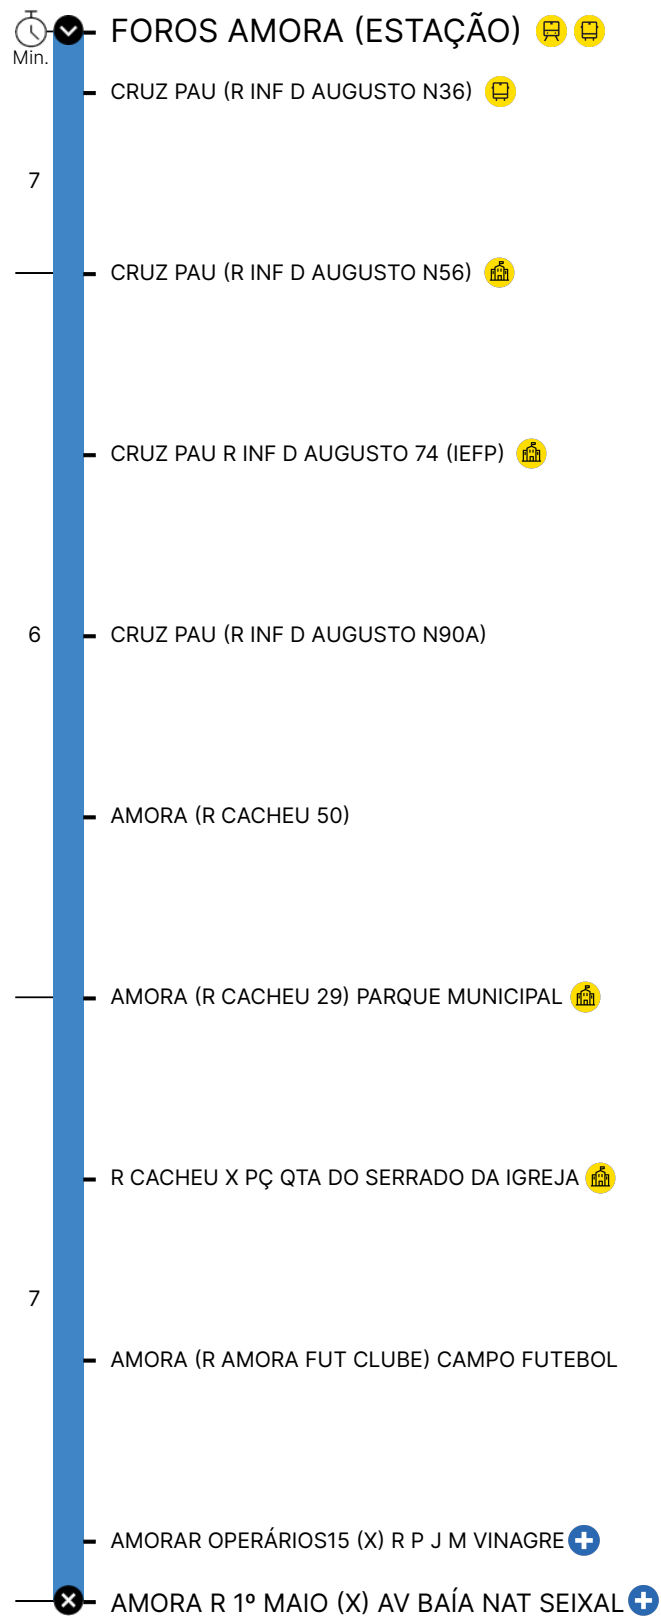 FOROS AMORA (ESTAÇÃO)
Min.
CRUZ PAU (R INF D AUGUSTO N36)
7
CRUZ PAU (R INF D AUGUSTO N56)
CRUZ PAU R INF D AUGUSTO 74 (IEFP)
6
CRUZ PAU (R INF D AUGUSTO N90A)
AMORA (R CACHEU 50)
AMORA (R CACHEU 29) PARQUE MUNICIPAL
R CACHEU X PÇ QTA DO SERRADO DA IGREJA
7
AMORA (R AMORA FUT CLUBE) CAMPO FUTEBOL
AMORAR OPERÁRIOS15 (X) R P J M VINAGRE
AMORA R 1º MAIO (X) AV BAÍA NAT SEIXAL